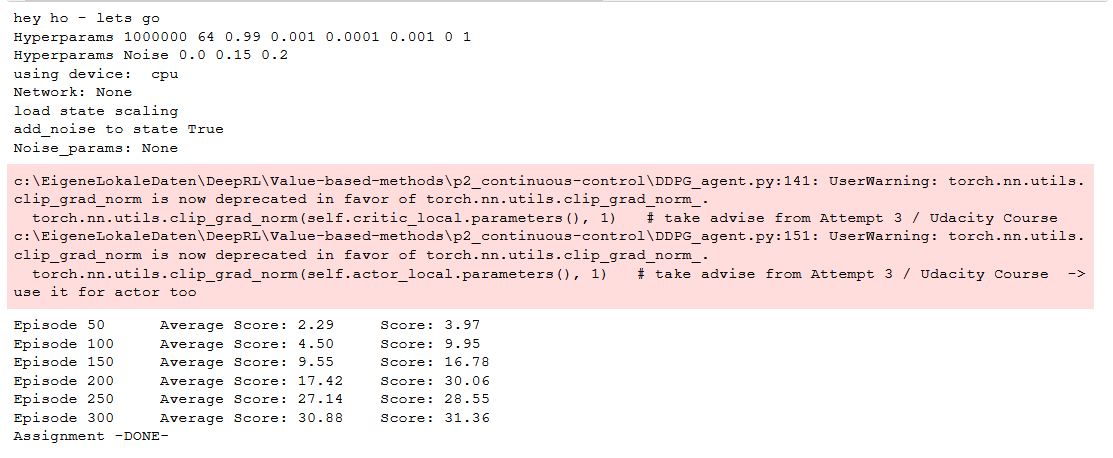 hey ho - lets go
Hyperparams 1000000 64 0.99 0.001 0.0001 0.001 0 1
Hyperparams Noise 0.0 0.15 0.2
using device:  cpu
Network: None
load state scaling
add_noise to state True
Noise_params: None
c:\EigeneLokaleDaten\DeepRL\Value-based-methods\p2_continuous-control\DDPG_agent.py:141: UserWarning: torch.nn.utils.
clip_grad_norm is now deprecated in favor of torch.nn.utils.clip_grad_norm_.
  torch.nn.utils.clip_grad_norm(self.critic_local.parameters(), 1)   # take advise from Attempt 3 / Udacity Course
c:\EigeneLokaleDaten\DeepRL\Value-based-methods\p2_continuous-control\DDPG_agent.py:151: UserWarning: torch.nn.utils.
clip_grad_norm is now deprecated in favor of torch.nn.utils.clip_grad_norm_.
  torch.nn.utils.clip_grad_norm(self.actor_local.parameters(), 1)   # take advise from Attempt 3 / Udacity Course  ->
use it for actor too
Episode 50      Average Score: 2.29     Score: 3.97
Episode 100     Average Score: 4.50     Score: 9.95
Episode 150     Average Score: 9.55     Score: 16.78
Episode 200     Average Score: 17.42    Score: 30.06
Episode 250     Average Score: 27.14    Score: 28.55
Episode 300     Average Score: 30.88    Score: 31.36
Assignment -DONE-